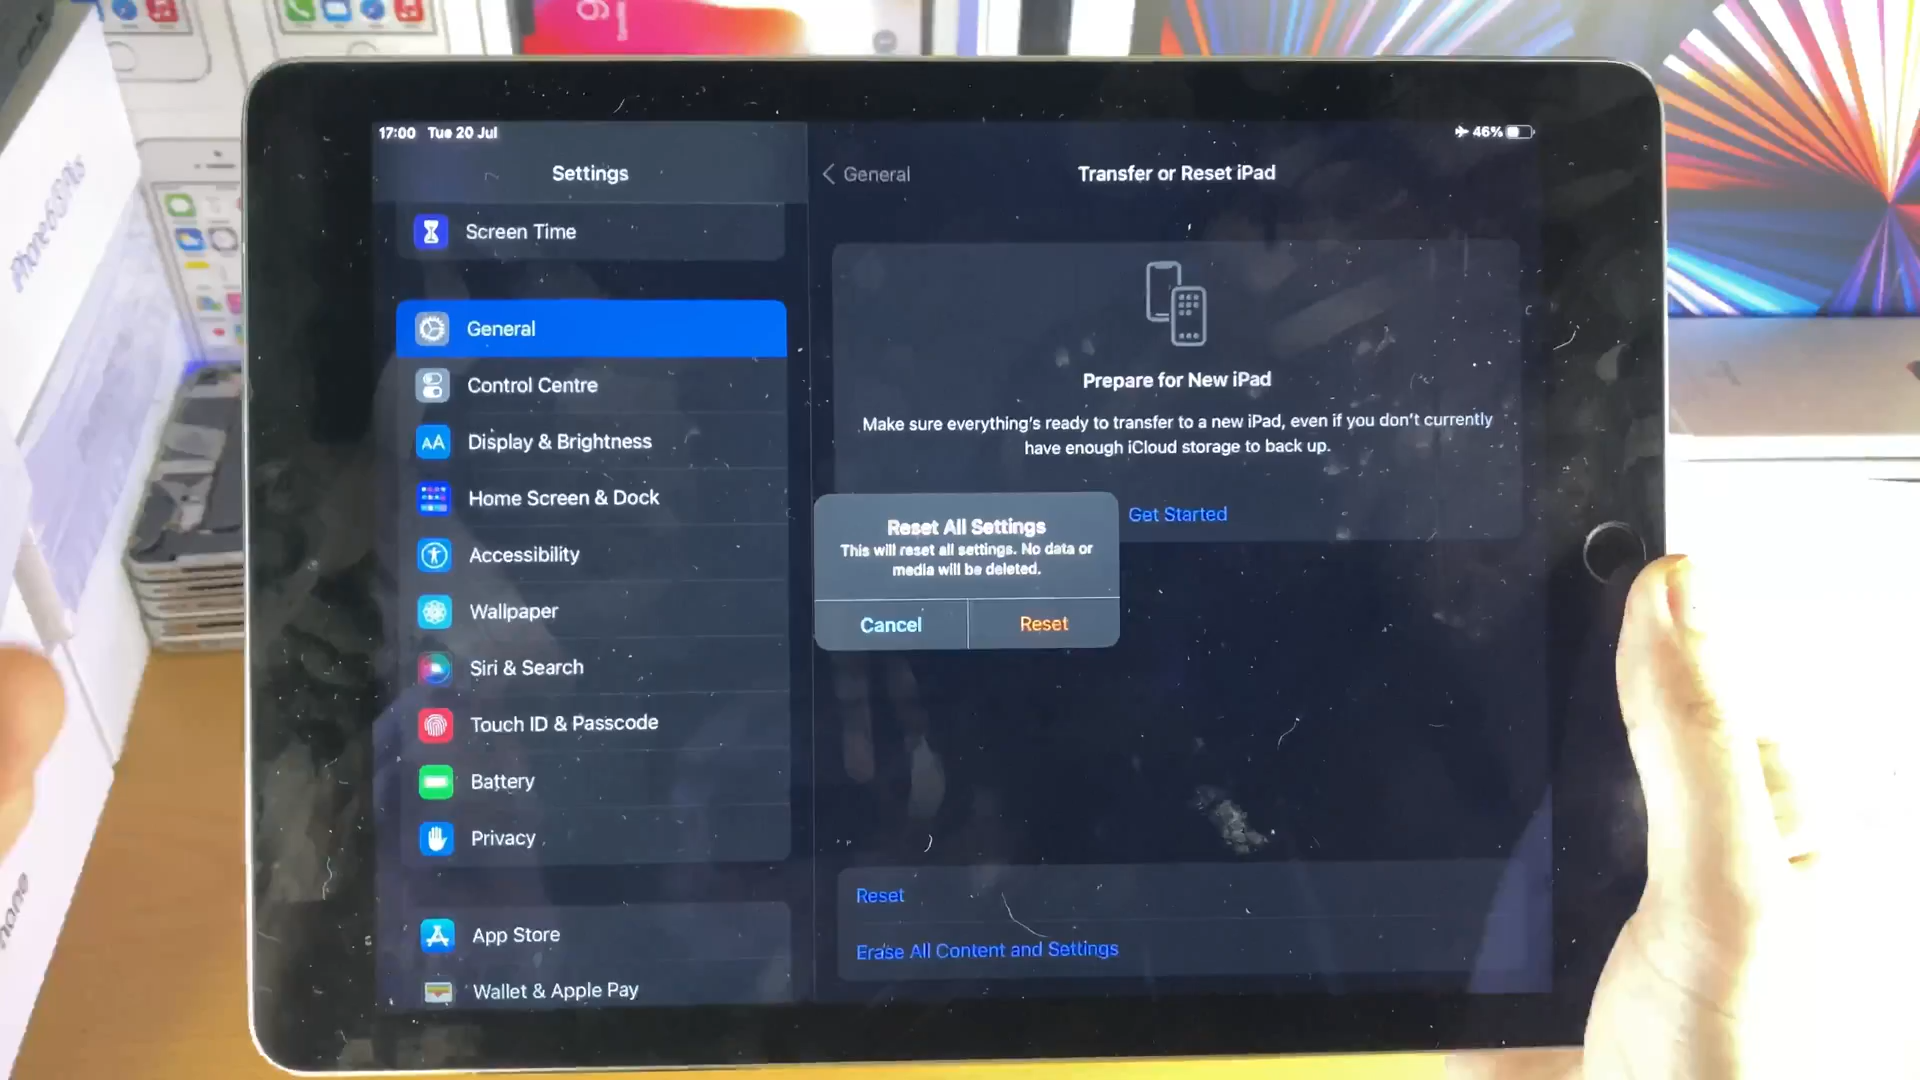 17:00 Tue 20 Jul
46%
Settings
Screen Time
General
Control Centre
Display & Brightness
Home Screen & Dock
Accessibility
Wallpaper
Siri & Search
Touch ID & Passcode
Battery
Privacy
App Store
Wallet & Apple Pay
General
Transfer or Reset iPad
Prepare for New iPad
Make sure everything's ready to transfer to a new iPad, even if you don't currently
have enough iCloud storage to back up.
Get Started
Reset All Settings
This will reset all settings. No data or
media will be deleted.
Cancel
Reset
Reset
Erase All Content and Settings